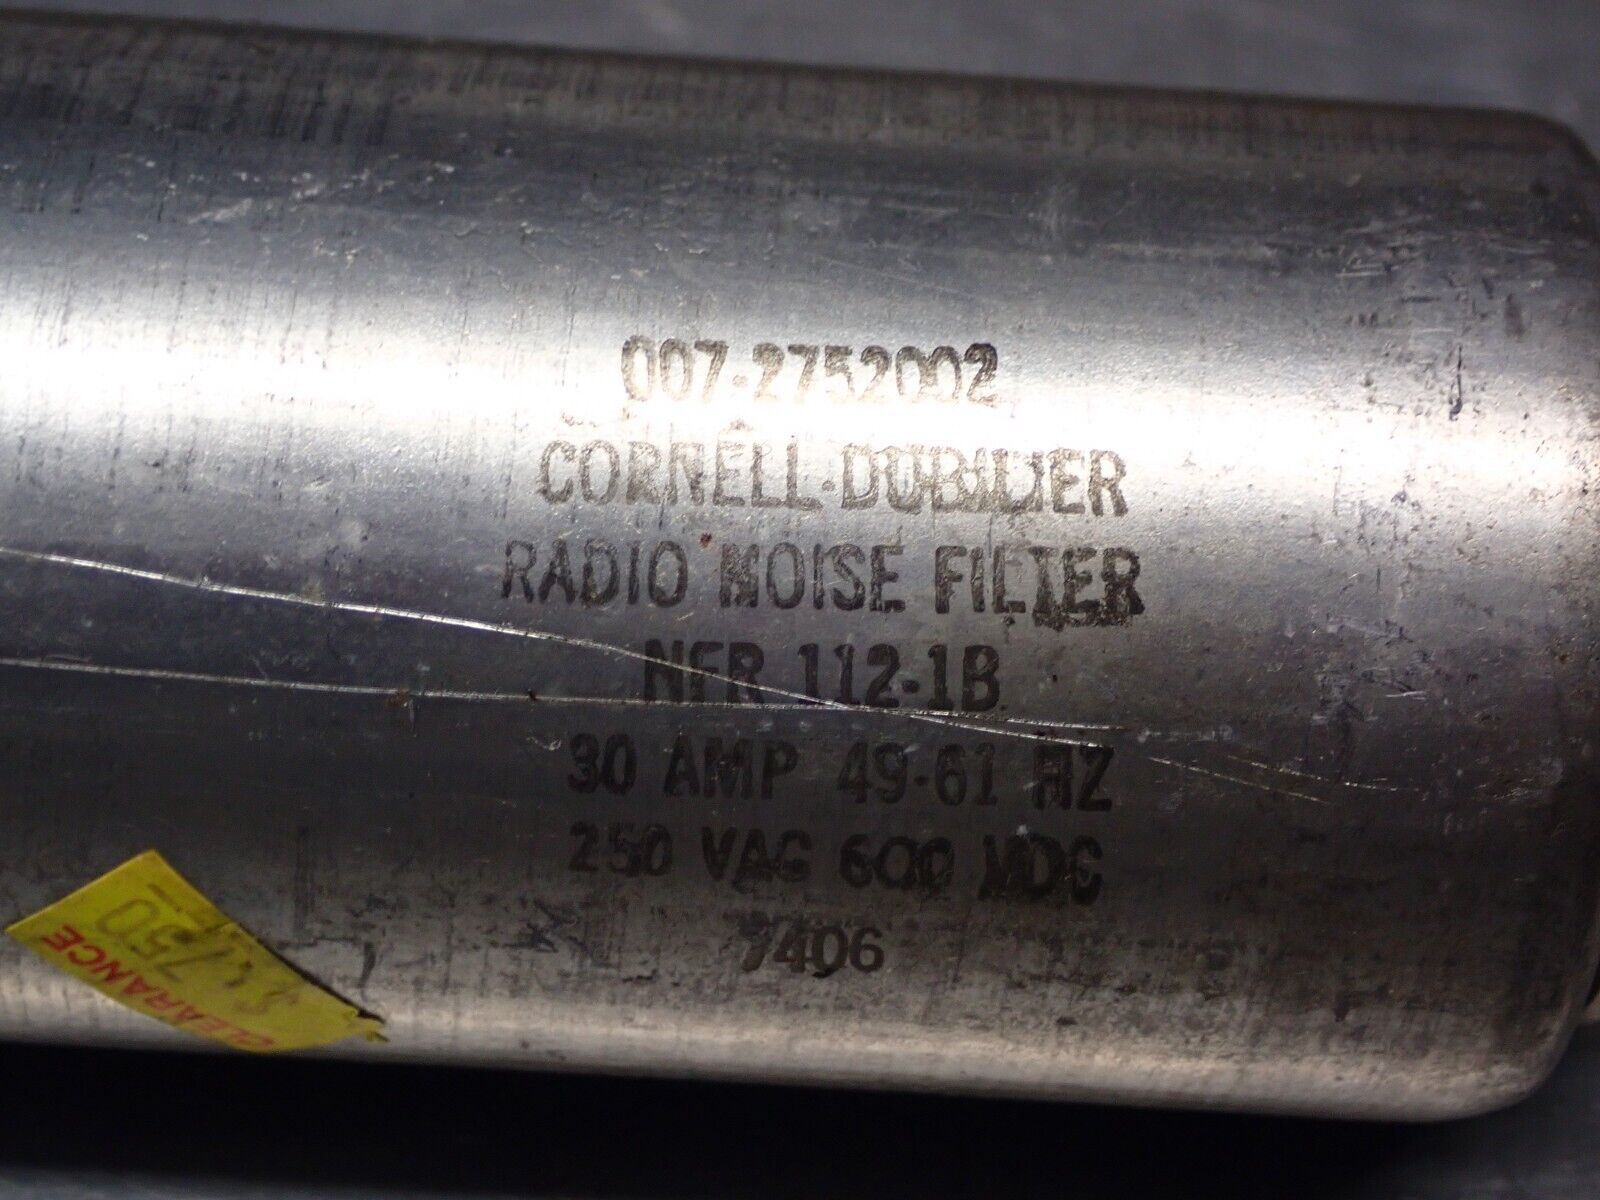 007-2752002
CORNELL-DUBILIER
RADIO NOISE FILTER
NFR 112-1B
30 AMP 49-61 HZ
250 VAC 600 VDC
7406
CLEARANCE